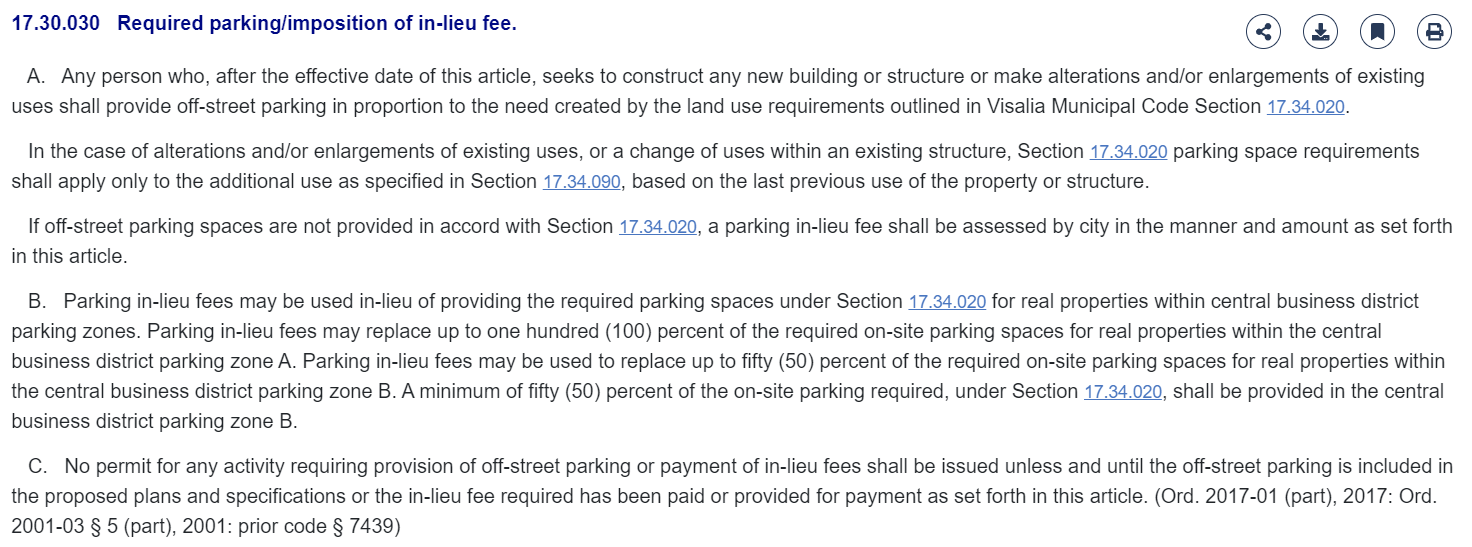 17.30.030 Required parking/imposition of in-lieu fee.
A. Any person who, after the effective date of this article, seeks to construct any new building or structure or make alterations and/or enlargements of existing
uses shall provide off-street parking in proportion to the need created by the land use requirements outlined in Visalia Municipal Code Section 17.34.020.
In the case of alterations and/or enlargements of existing uses, or a change of uses within an existing structure, Section 17.34.020 parking space requirements
shall apply only to the additional use as specified in Section 17.34.090, based on the last previous use of the property or structure.
If off-street parking spaces are not provided in accord with Section 17.34.020, a parking in-lieu fee shall be assessed by city in the manner and amount as set forth
in this article.
B. Parking in-lieu fees may be used in-lieu of providing the required parking spaces under Section 17.34.020 for real properties within central business district
parking zones. Parking in-lieu fees may replace up to one hundred (100) percent of the required on-site parking spaces for real properties within the central
business district parking zone A. Parking in-lieu fees may be used to replace up to fifty (50) percent of the required on-site parking spaces for real properties within
the central business district parking zone B. A minimum of fifty (50) percent of the on-site parking required, under Section 17.34.020, shall be provided in the central
business district parking zone B.
C. No permit for any activity requiring provision of off-street parking or payment of in-lieu fees shall be issued unless and until the off-street parking is included in
the proposed plans and specifications or the in-lieu fee required has been paid or provided for payment as set forth in this article. (Ord. 2017-01 (part), 2017: Ord.
2001-03 § 5 (part), 2001: prior code § 7439)